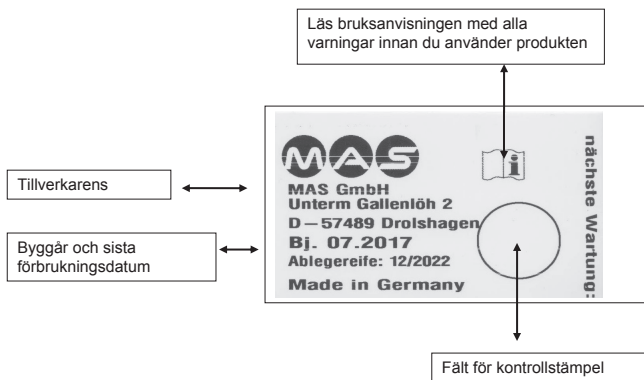 Läs bruksanvisningen med alla
varningar innan du använder produkten
MAS
MAS GmbH
Unterm Gallenlöh 2
D – 57489 Drolshagen
Bj. 07.2017
Ablegereife: 12/2022
Made in Germany
i
nächste Wartung:
Tillverkarens
Byggår och sista
förbrukningsdatum
Fält för kontrollstämpel